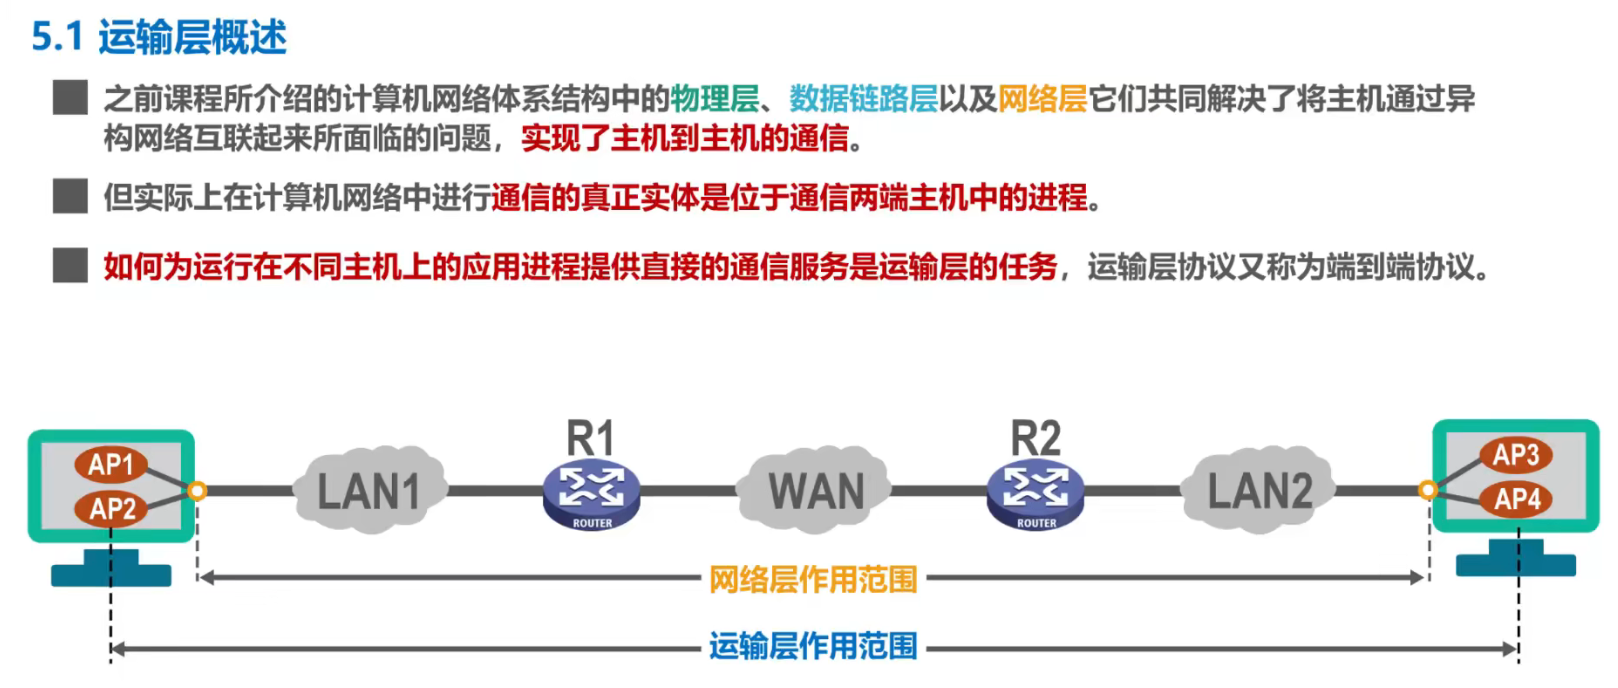 5.1 运输层概述
之前课程所介绍的计算机网络体系结构中的物理层、数据链路层以及网络层它们共同解决了将主机通过异
构网络互联起来所面临的问题，实现了主机到主机的通信。
但实际上在计算机网络中进行通信的真正实体是位于通信两端主机中的进程。
如何为运行在不同主机上的应用进程提供直接的通信服务是运输层的任务，运输层协议又称为端到端协议。
R1
R2
AP1
AP2
LAN1
ROUTER
WAN
ROUTER
LAN2
AP3
AP4
网络层作用范围
运输层作用范围